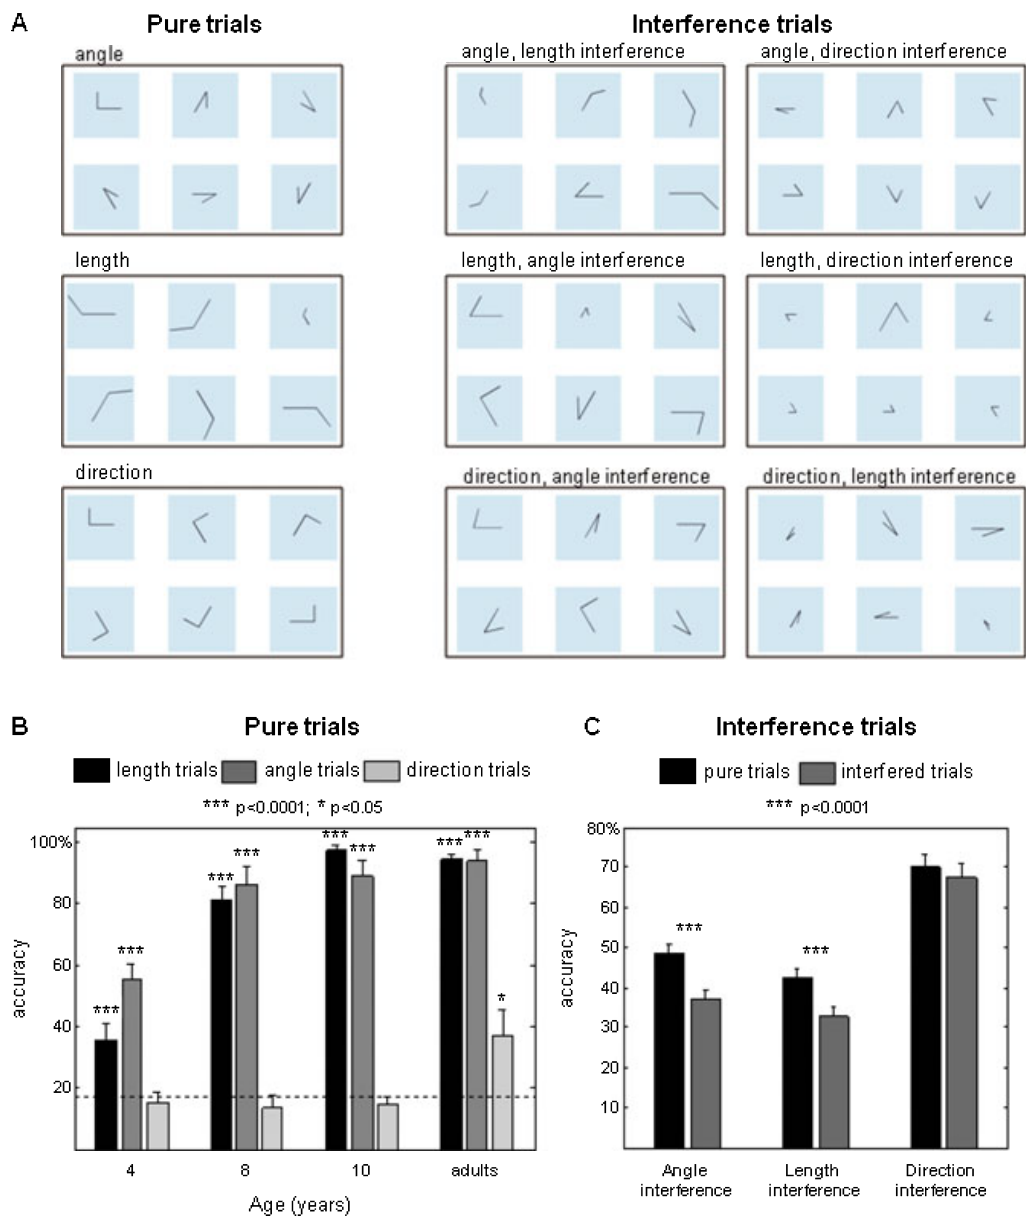 A
Pure trials
Interference trials
angle
angle, length interference
angle, direction interference
length
length, angle interference
length, direction interference
direction
direction, angle interference
direction, length interference
B
Pure trials
length trials
angle trials
direction trials
*** p<0.0001; * p<0.05
100%
80
60
40
20
accuracy
***
***
***
***
***
***
***
***
*
4
8
10
adults
Age (years)
C
Interference trials
pure trials
interfered trials
*** p<0.0001
80%
70
60
50
40
30
20
10
accuracy
***
***
Angle
interference
Length
interference
Direction
interference